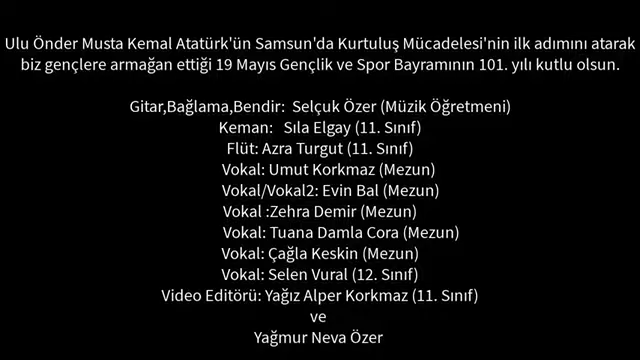 Ulu Önder Musta Kemal Atatürk'ün Samsun'da Kurtuluş Mücadelesi'nin ilk adımını atarak
biz gençlere armağan ettiği 19 Mayıs Gençlik ve Spor Bayramının 101. yılı kutlu olsun.
Gitar,Bağlama,Bendir: Selçuk Özer (Müzik Öğretmeni)
Keman: Sıla Elgay (11. Sınıf)
Flüt: Azra Turgut (11. Sınıf)
Vokal: Umut Korkmaz (Mezun)
Vokal/Vokal2: Evin Bal (Mezun)
Vokal :Zehra Demir (Mezun)
Vokal: Tuana Damla Cora (Mezun)
Vokal: Çağla Keskin (Mezun)
Vokal: Selen Vural (12. Sınıf)
Video Editörü: Yağız Alper Korkmaz (11. Sınıf)
ve
Yağmur Neva Özer